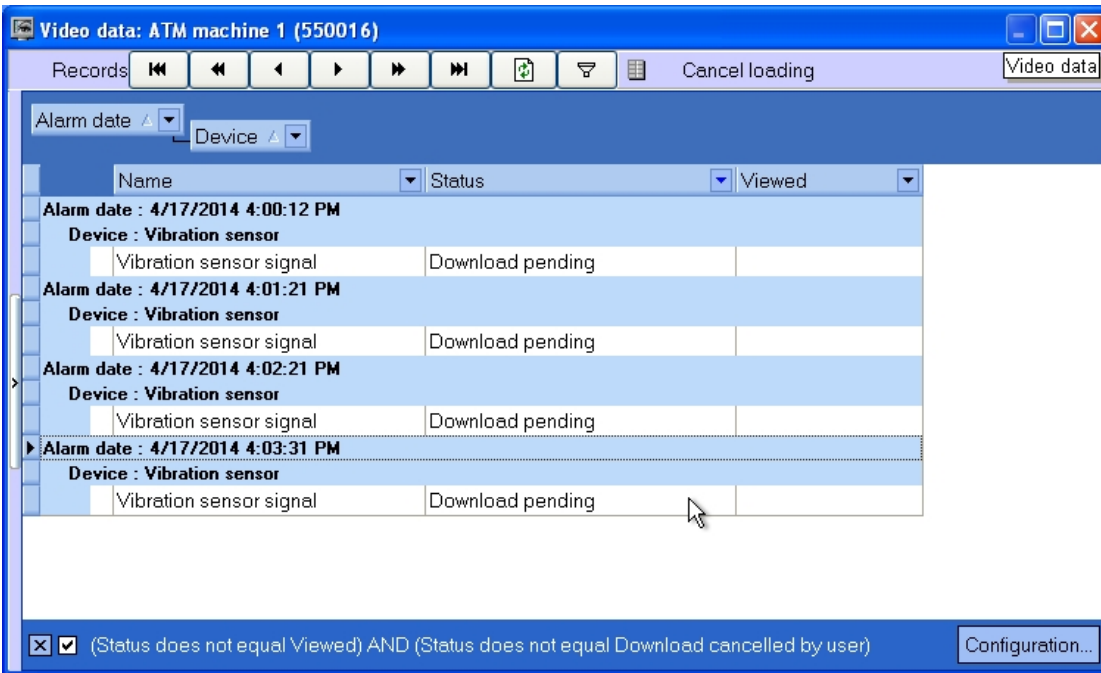 Video data: ATM machine 1 (550016)
Records Cancel loading Video data
Alarm date
Device
Name Status Viewed
Alarm date : 4/17/2014 4:00:12 PM
Device : Vibration sensor
Vibration sensor signal Download pending
Alarm date : 4/17/2014 4:01:21 PM
Device : Vibration sensor
Vibration sensor signal Download pending
Alarm date : 4/17/2014 4:02:21 PM
Device : Vibration sensor
Vibration sensor signal Download pending
Alarm date : 4/17/2014 4:03:31 PM
Device : Vibration sensor
Vibration sensor signal Download pending
(Status does not equal Viewed) AND (Status does not equal Download cancelled by user) Configuration...